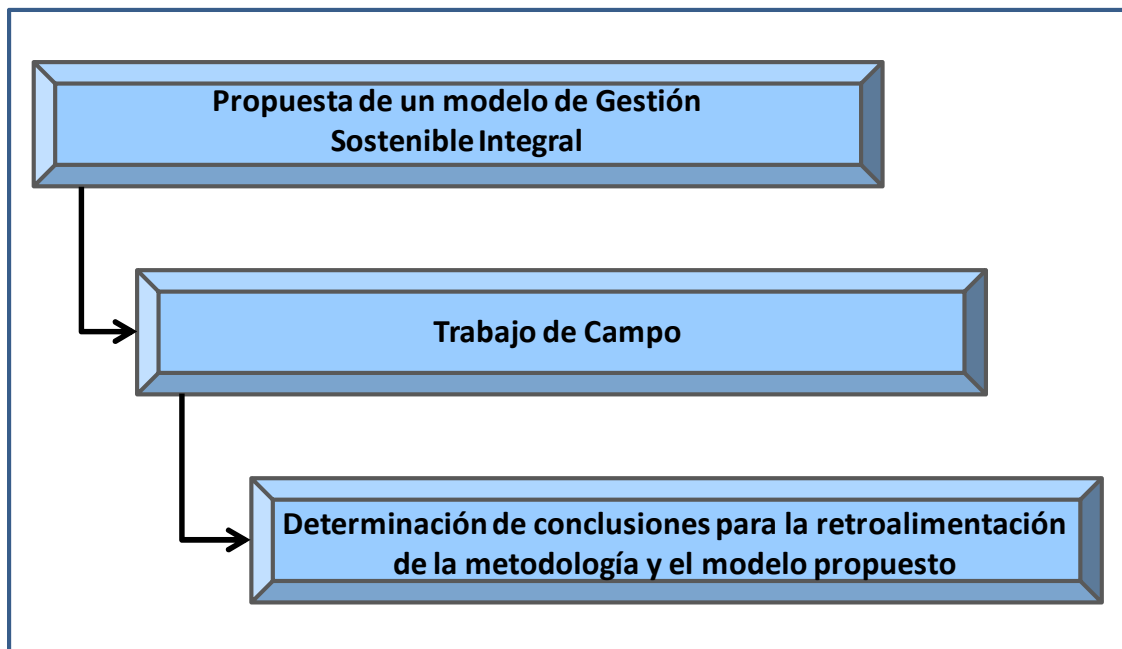 Propuesta de un modelo de Gestión
Sostenible Integral
Trabajo de Campo
Determinación de conclusiones para la retroalimentación
de la metodología y el modelo propuesto